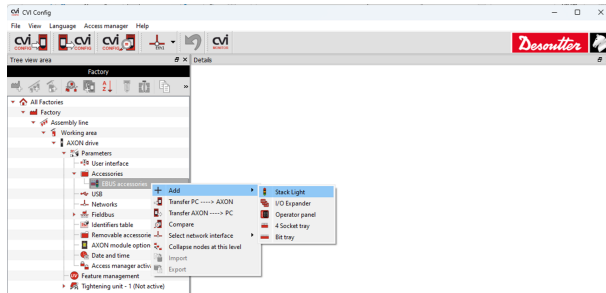 CVI Config
File View Language Access manager Help
CVI CONFIG CVI CONFIG CVI CONFIG CVI MONITOR
Desoutter
Tree view area
Details
Factory
All Factories
Factory
Assembly line
Working area
AXON drive
Parameters
User interface
Accessories
EBUS accessories
USB
Networks
Fieldbus
Identifiers table
Removable accessorie
AXON module option
Date and time
Access manager activ
Feature management
Tightening unit - 1 (Not active)
Add
Transfer PC ----> AXON
Transfer AXON ----> PC
Compare
Select network interface
Collapse nodes at this level
Import
Export
Stack Light
I/O Expander
Operator panel
4 Socket tray
Bit tray